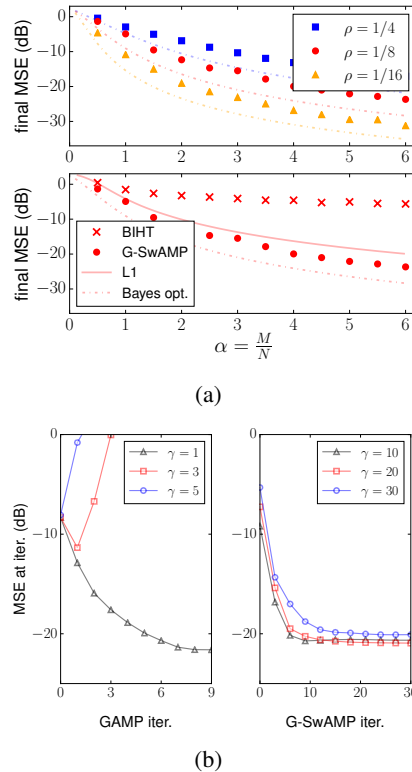 0
−10
−20
−30
final MSE (dB)
ρ = 1/4
ρ = 1/8
ρ = 1/16
0 1 2 3 4 5 6
0
−10
−20
−30
final MSE (dB)
BIHT
G-SwAMP
L1
Bayes opt.
0 1 2 3 4 5 6
α = M/N
(a)
0
−10
−20
MSE at iter. (dB)
γ = 1
γ = 3
γ = 5
0 3 6 9
GAMP iter.
0
−10
−20
γ = 10
γ = 20
γ = 30
0 10 20 30
G-SwAMP iter.
(b)